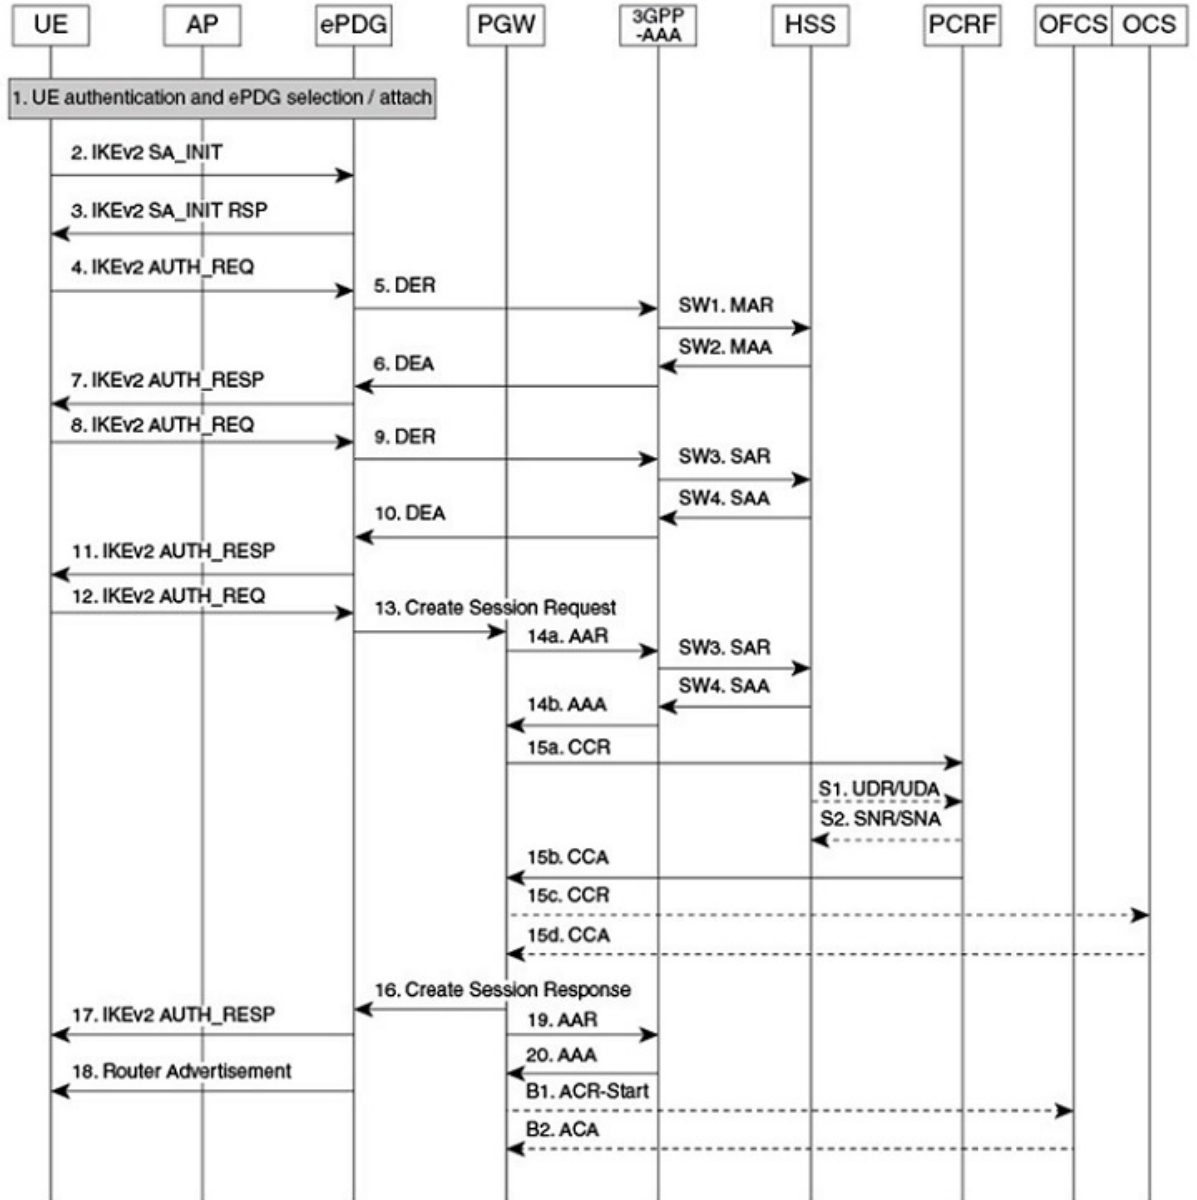 UE
AP
ePDG
PGW
3GPP
-AAA
HSS
PCRF
OFCS
OCS
1. UE authentication and ePDG selection / attach
2. IKEv2 SA_INIT
3. IKEv2 SA_INIT RSP
4. IKEv2 AUTH_REQ
5. DER
SW1. MAR
SW2. MAA
6. DEA
7. IKEv2 AUTH_RESP
8. IKEv2 AUTH_REQ
9. DER
SW3. SAR
SW4. SAA
10. DEA
11. IKEv2 AUTH_RESP
12. IKEv2 AUTH_REQ
13. Create Session Request
14a. AAR
SW3. SAR
SW4. SAA
14b. AAA
15a. CCR
S1. UDR/UDA
S2. SNR/SNA
15b. CCA
15c. CCR
15d. CCA
16. Create Session Response
17. IKEv2 AUTH_RESP
19. AAR
20. AAA
18. Router Advertisement
B1. ACR-Start
B2. ACA